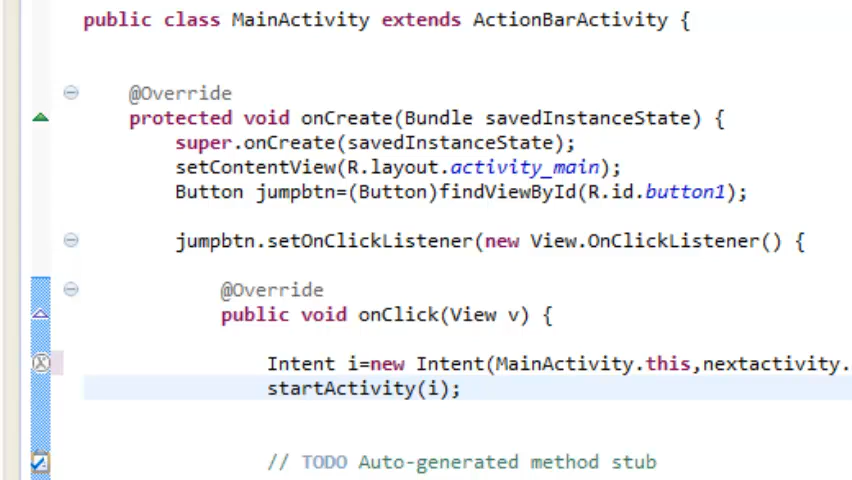 public class MainActivity extends ActionBarActivity {
@Override
protected void onCreate(Bundle savedInstanceState) {
super.onCreate(savedInstanceState);
setContentView(R.layout.activity_main);
Button jumpbtn=(Button)findViewById(R.id.button1);
jumpbtn.setOnClickListener(new View.OnClickListener() {
@Override
public void onClick(View v) {
Intent i=new Intent(MainActivity.this,nextactivity.
startActivity(i);
// TODO Auto-generated method stub